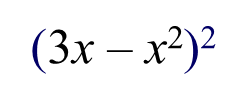 (3x – x²)²